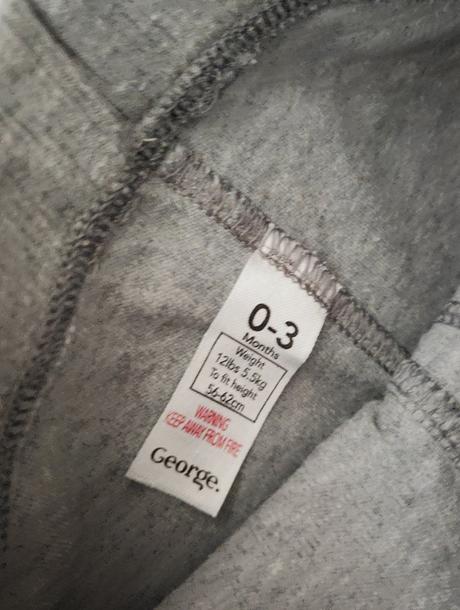 0-3
Months
Weight
12lbs 5.5kg
To fit height
56-62cm
WARNING
KEEP AWAY FROM FIRE
George.